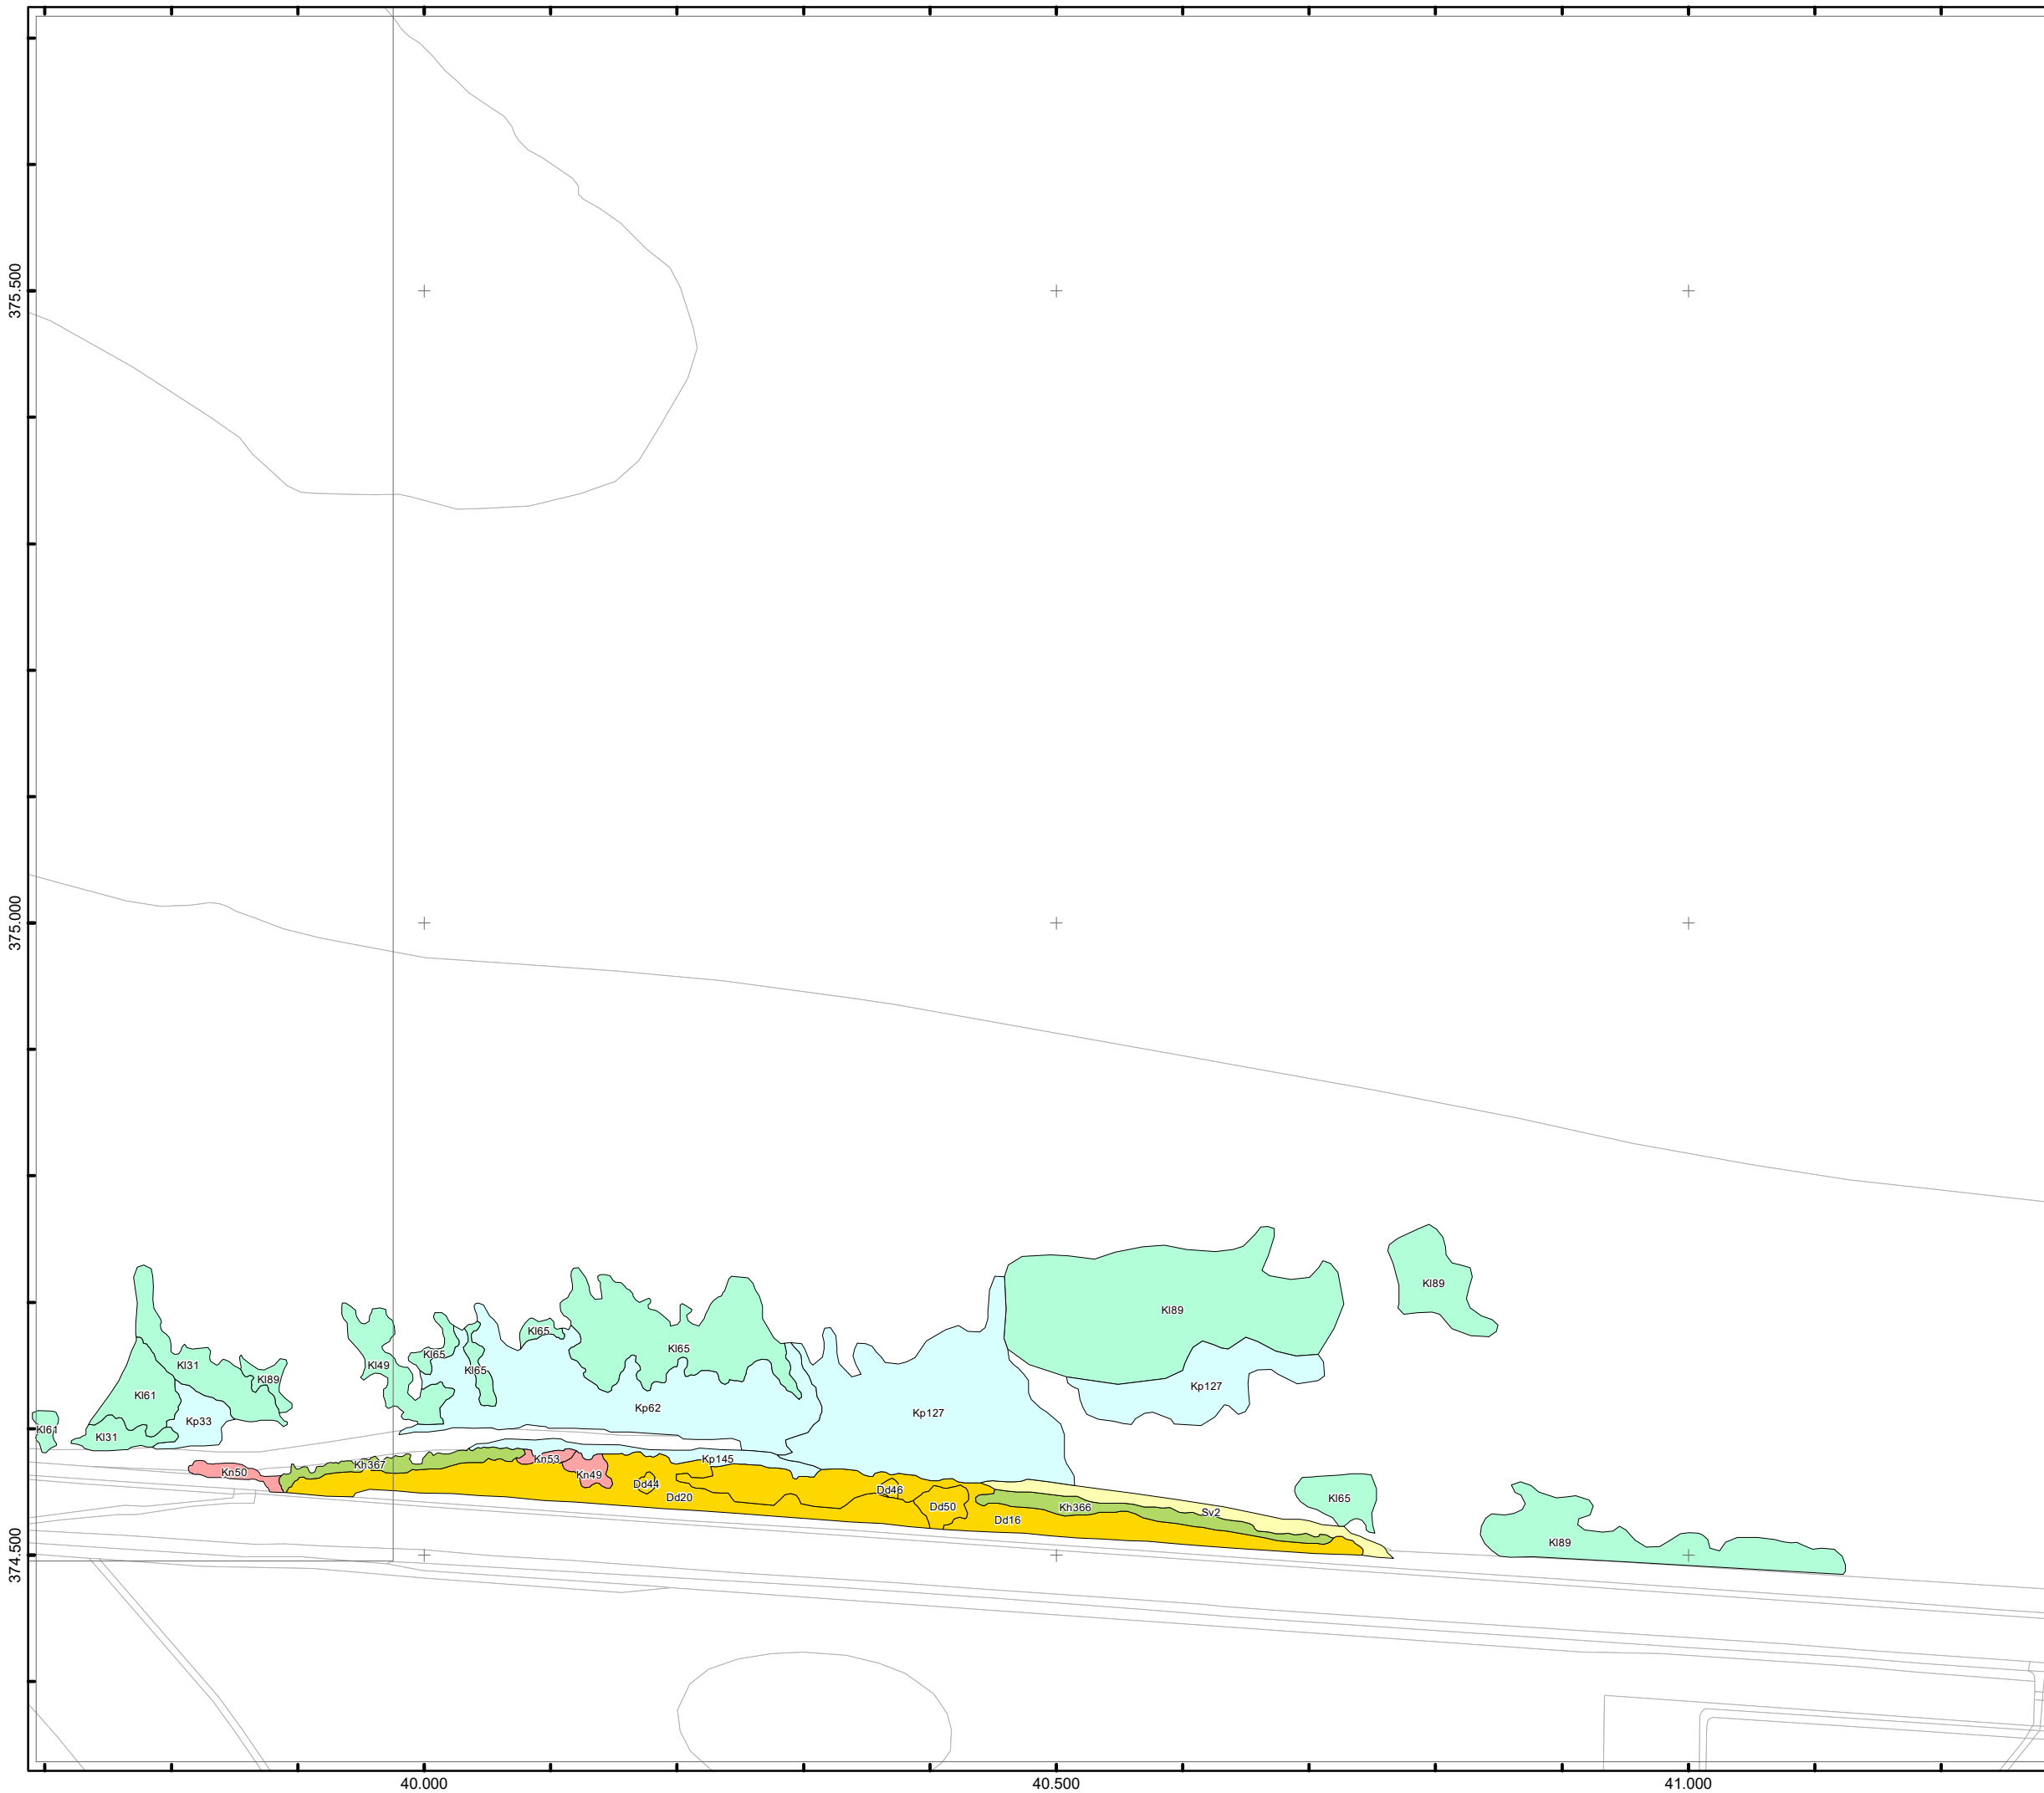 375.500
375.000
374.500
Kl89
Kl89
Kl65
Kl65
Kl65
Kl49
Kl31
Kl65
Kl89
Kl61
Kp127
Kp62
Kp127
Kp33
Kl61
Kl31
Kn53
Kp145
Kh367
Kn50
Kn49
Dd44
Dd46
Dd20
Kl65
Dd50
Kh366
Sv2
Dd16
Kl89
40.000
40.500
41.000